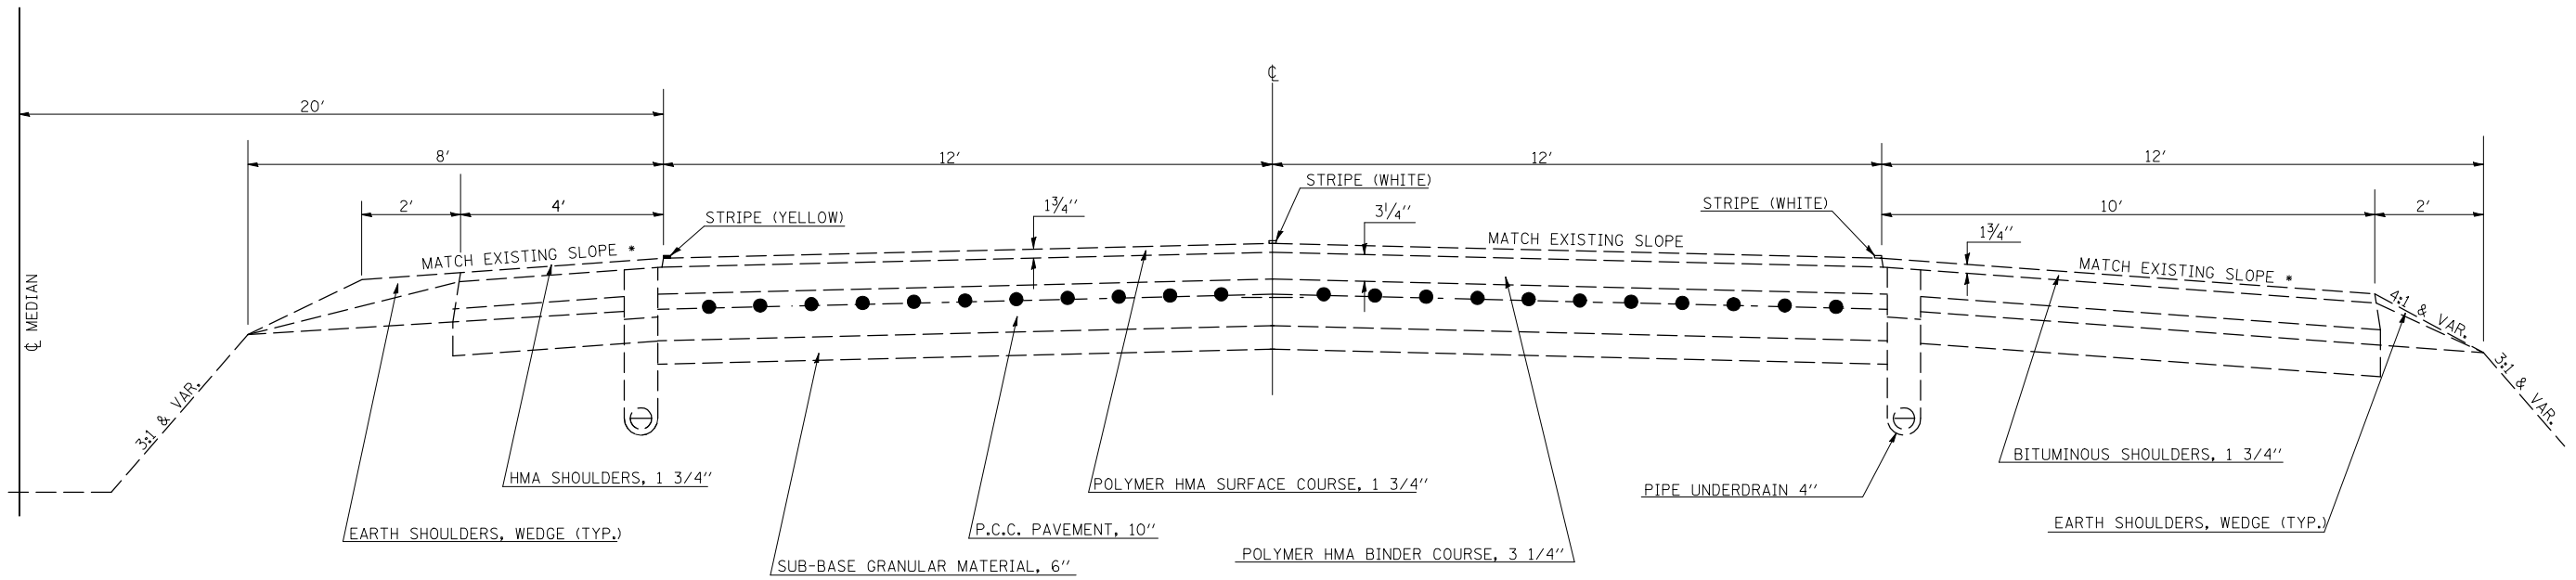 ℄
20'
8'
12'
12'
12'
STRIPE (WHITE)
2'
4'
1¾"
3¼"
STRIPE (WHITE)
10'
2'
STRIPE (YELLOW)
1¾"
MATCH EXISTING SLOPE *
MATCH EXISTING SLOPE
MATCH EXISTING SLOPE *
℄ MEDIAN
4:1 & VAR.
3:1 & VAR.
3:1 & VAR.
BITUMINOUS SHOULDERS, 1 3/4"
HMA SHOULDERS, 1 3/4"
POLYMER HMA SURFACE COURSE, 1 3/4"
PIPE UNDERDRAIN 4"
EARTH SHOULDERS, WEDGE (TYP.)
EARTH SHOULDERS, WEDGE (TYP.)
P.C.C. PAVEMENT, 10"
POLYMER HMA BINDER COURSE, 3 1/4"
SUB-BASE GRANULAR MATERIAL, 6"